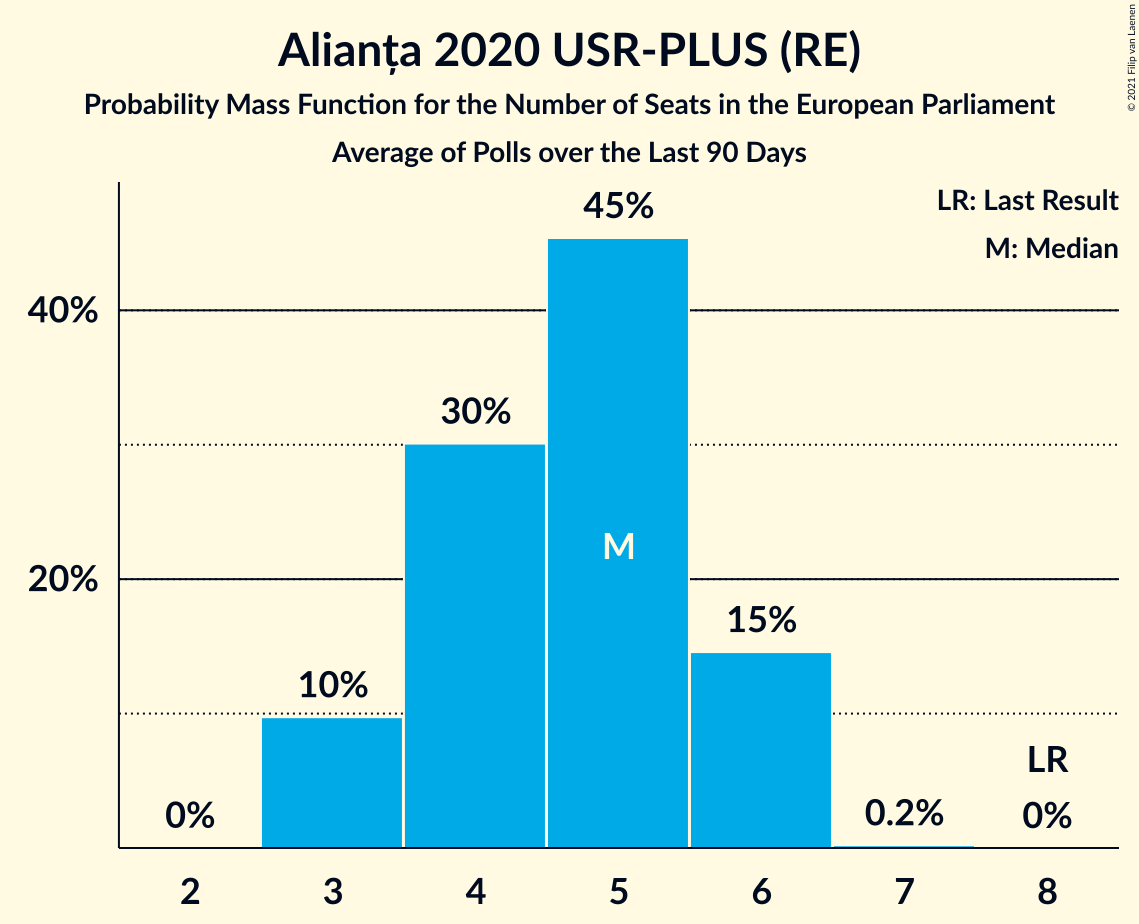 Alianța 2020 USR-PLUS (RE)
Probability Mass Function for the Number of Seats in the European Parliament
Average of Polls over the Last 90 Days
© 2021 Filip van Laenen
LR: Last Result
M: Median
45%
40%
30%
M
20%
15%
10%
LR
0%
0.2%
0%
2 3 4 5 6 7 8